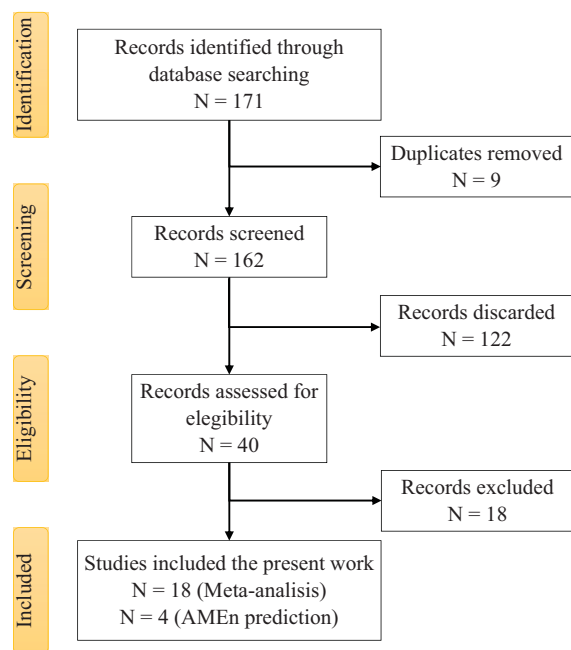 Identification
Records identified through
database searching
N = 171
Duplicates removed
N = 9
Screening
Records screened
N = 162
Records discarded
N = 122
Eligibility
Records assessed for
elegibility
N = 40
Records excluded
N = 18
Included
Studies included the present work
N = 18 (Meta-analisis)
N = 4 (AMEn prediction)